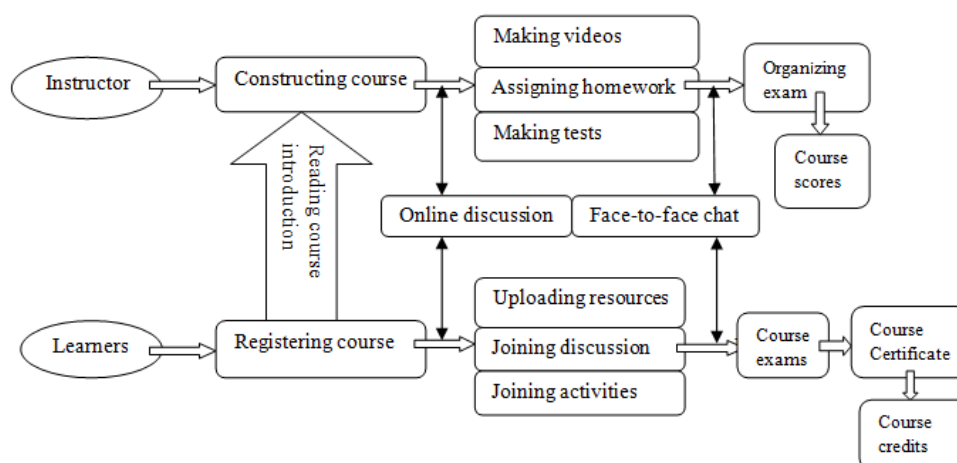 Instructor
Constructing course
Making videos
Assigning homework
Making tests
Organizing
exam
Course
scores
Reading course
introduction
Online discussion
Face-to-face chat
Learners
Registering course
Uploading resources
Joining discussion
Joining activities
Course
exams
Course
Certificate
Course
credits